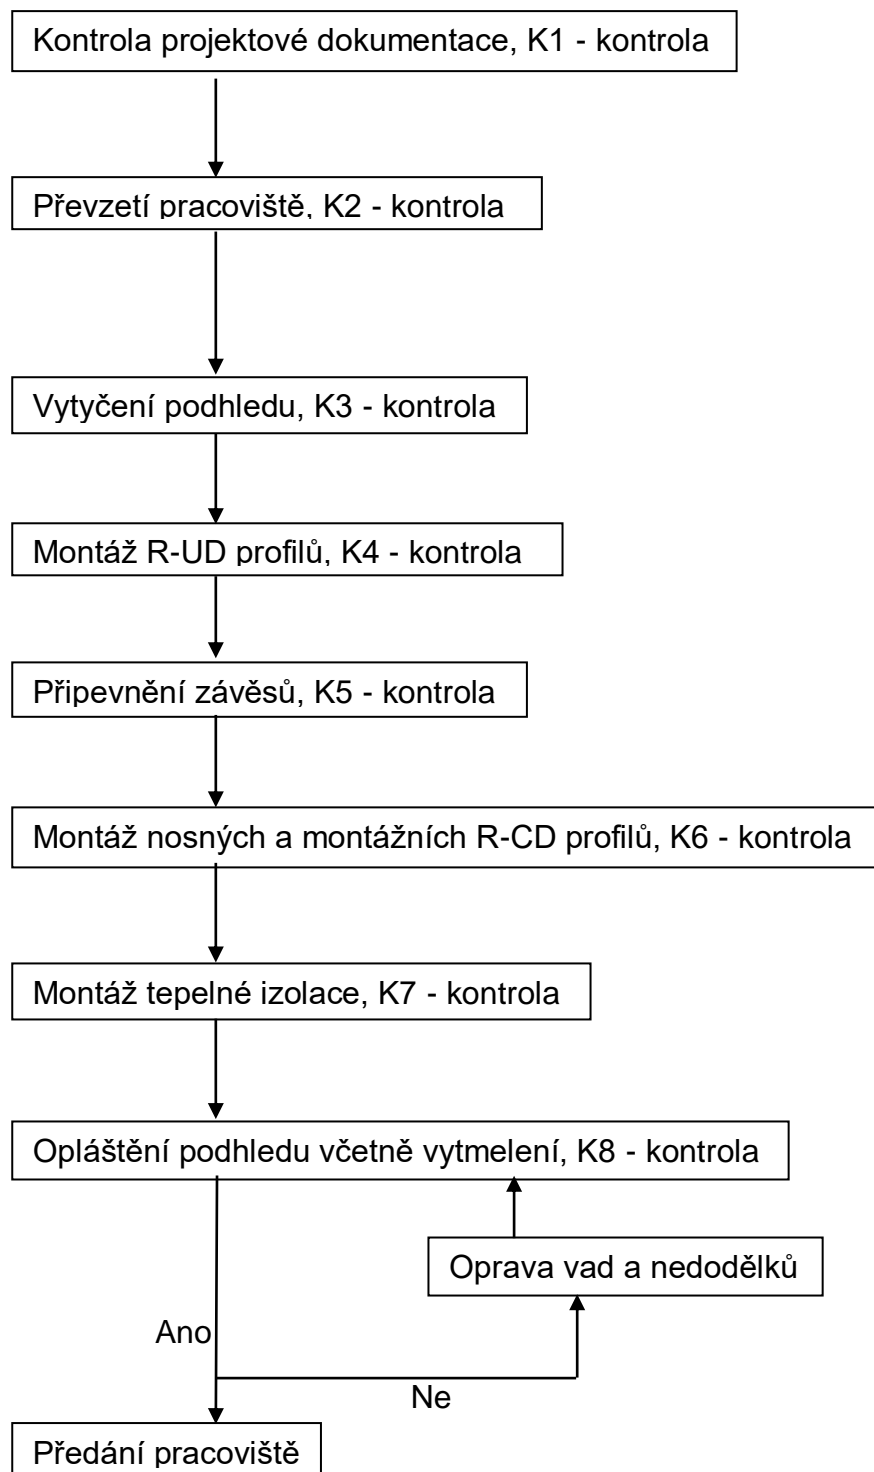 Kontrola projektové dokumentace, K1 - kontrola
Převzetí pracoviště, K2 - kontrola
Vytyčení podhledu, K3 - kontrola
Montáž R-UD profilů, K4 - kontrola
Připevnění závěsů, K5 - kontrola
Montáž nosných a montážních R-CD profilů, K6 - kontrola
Montáž tepelné izolace, K7 - kontrola
Opláštění podhledu včetně vytmelení, K8 - kontrola
Oprava vad a nedodělků
Ano
Ne
Předání pracoviště